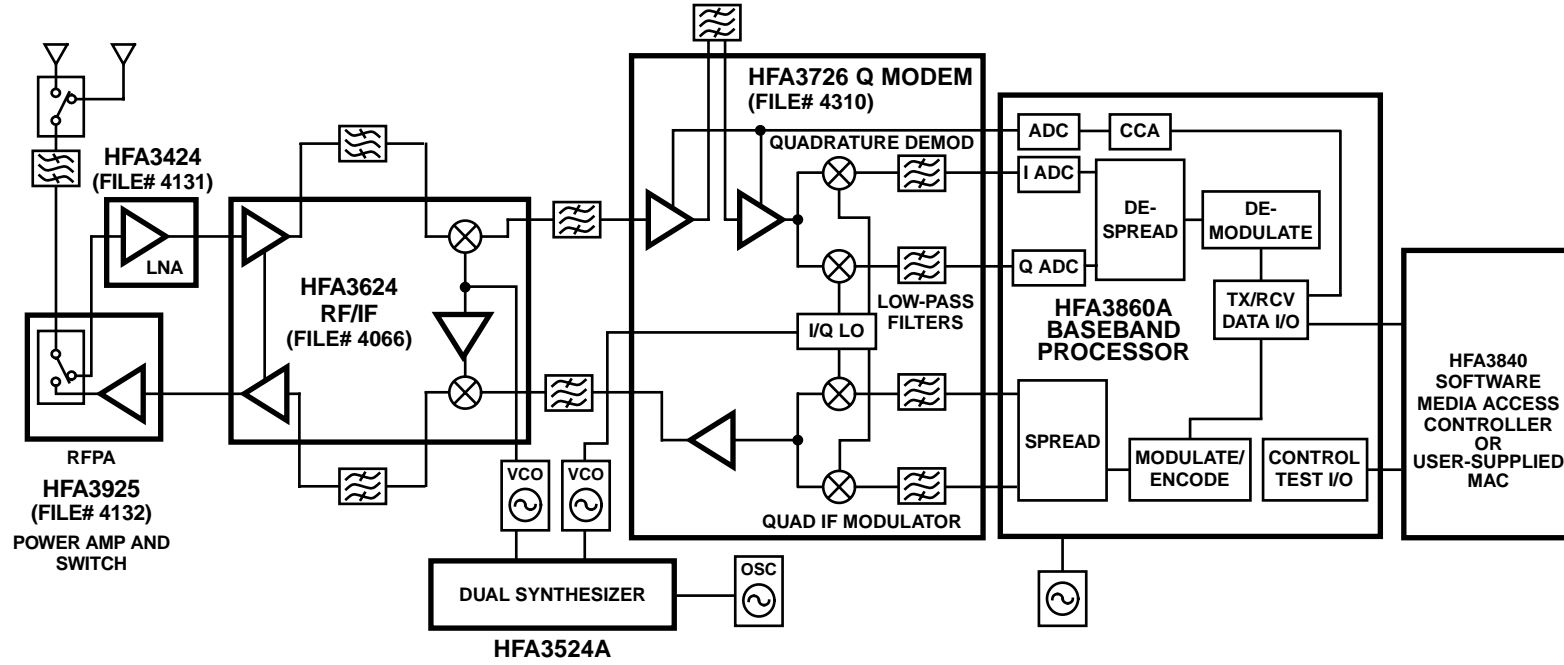 HFA3424
(FILE# 4131)
LNA
RFPA
HFA3925
(FILE# 4132)
POWER AMP AND
SWITCH
HFA3624
RF/IF
(FILE# 4066)
VCO
VCO
DUAL SYNTHESIZER
HFA3524A
OSC
HFA3726 Q MODEM
(FILE# 4310)
QUADRATURE DEMOD
LOW-PASS
FILTERS
I/Q LO
QUAD IF MODULATOR
ADC
CCA
I ADC
DE-
SPREAD
DE-
MODULATE
Q ADC
TX/RCV
DATA I/O
HFA3860A
BASEBAND
PROCESSOR
SPREAD
MODULATE/
ENCODE
CONTROL
TEST I/O
HFA3840
SOFTWARE
MEDIA ACCESS
CONTROLLER
OR
USER-SUPPLIED
MAC